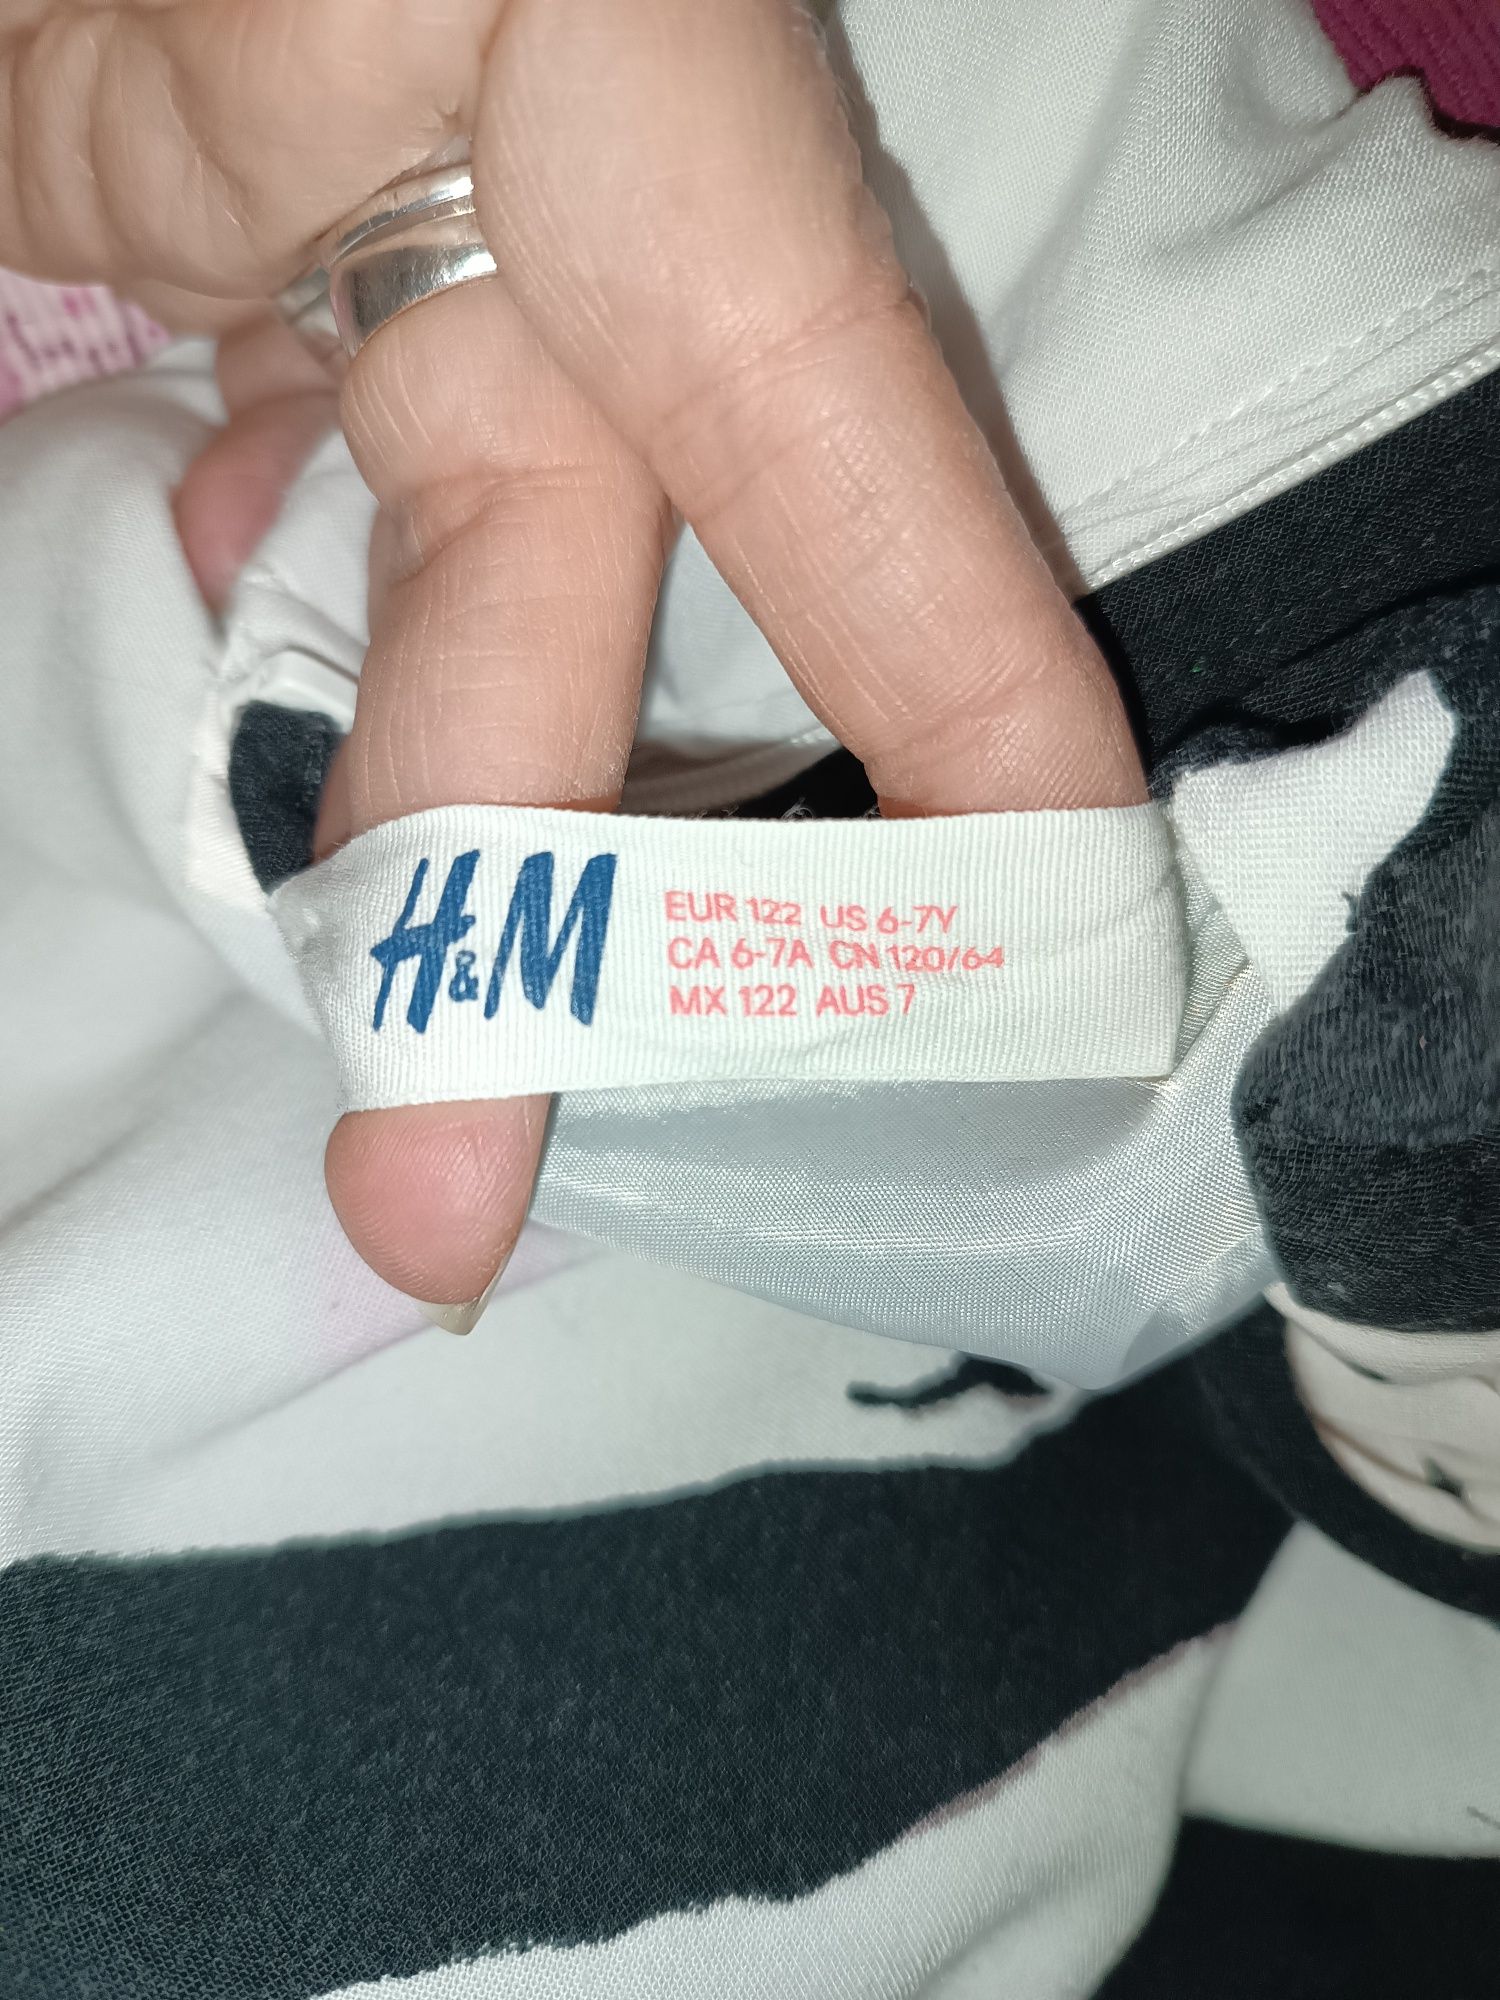 H&M
EUR 122 US 6-7Y
CA 6-7A CN 120/64
MX 122 AUS 7